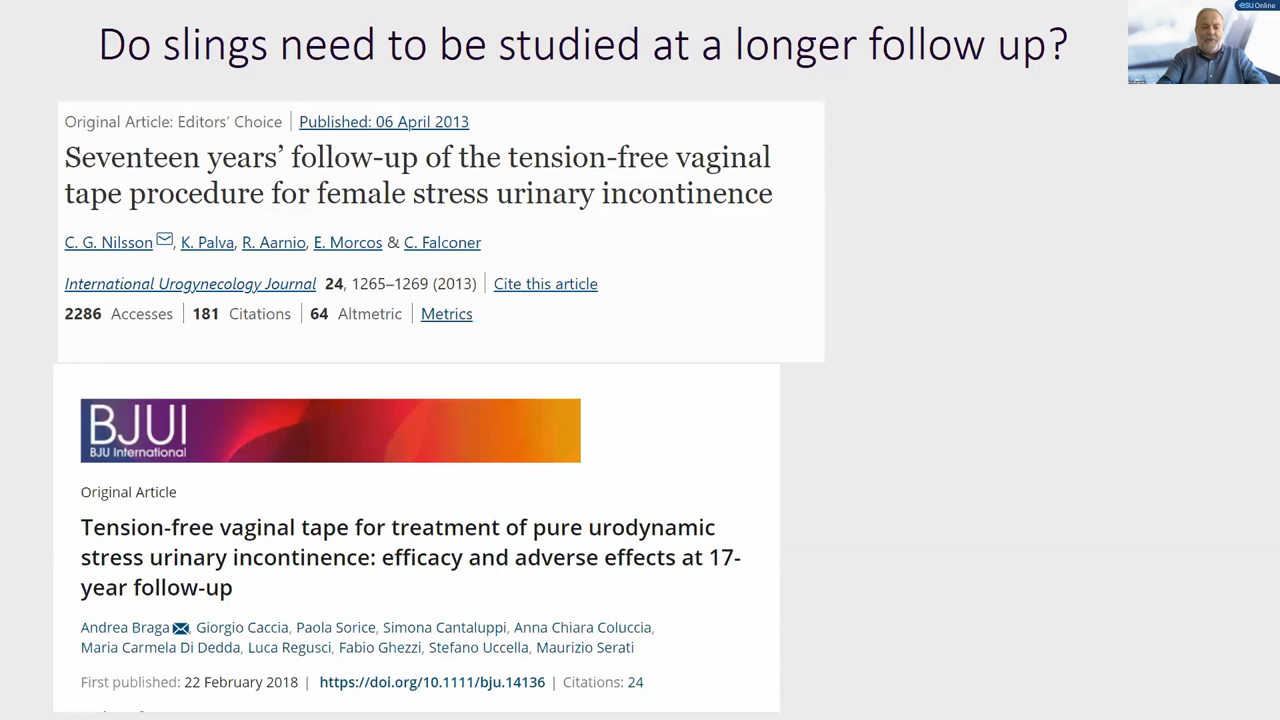 Do slings need to be studied at a longer follow up?
ESU Online
Original Article: Editors' Choice | Published: 06 April 2013
Seventeen years' follow-up of the tension-free vaginal
tape procedure for female stress urinary incontinence
C. G. Nilsson, K. Palva, R. Aarnio, E. Morcos & C. Falconer
International Urogynecology Journal 24, 1265–1269 (2013) | Cite this article
2286 Accesses | 181 Citations | 64 Altmetric | Metrics
BJUI
BJU International
Original Article
Tension-free vaginal tape for treatment of pure urodynamic
stress urinary incontinence: efficacy and adverse effects at 17-
year follow-up
Andrea Braga, Giorgio Caccia, Paola Sorice, Simona Cantaluppi, Anna Chiara Coluccia,
Maria Carmela Di Dedda, Luca Regusci, Fabio Ghezzi, Stefano Uccella, Maurizio Serati
First published: 22 February 2018 | https://doi.org/10.1111/bju.14136 | Citations: 24